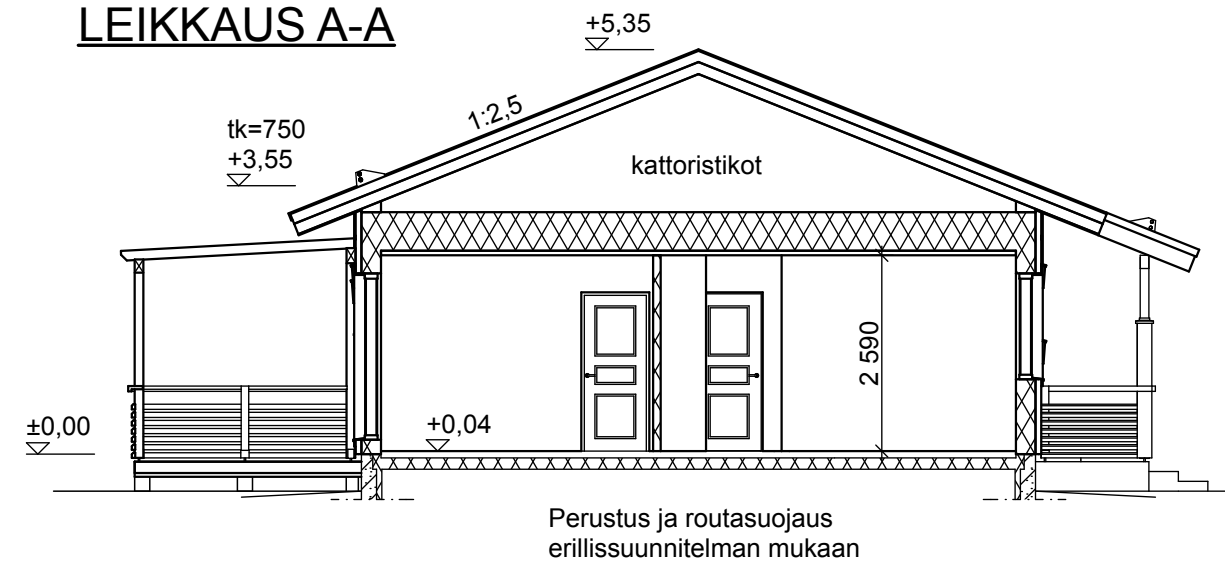 LEIKKAUS A-A
+5,35
1:2,5
tk=750
+3,55
kattoristikot
2 590
±0,00
+0,04
Perustus ja routasuojaus
erillissuunnitelman mukaan